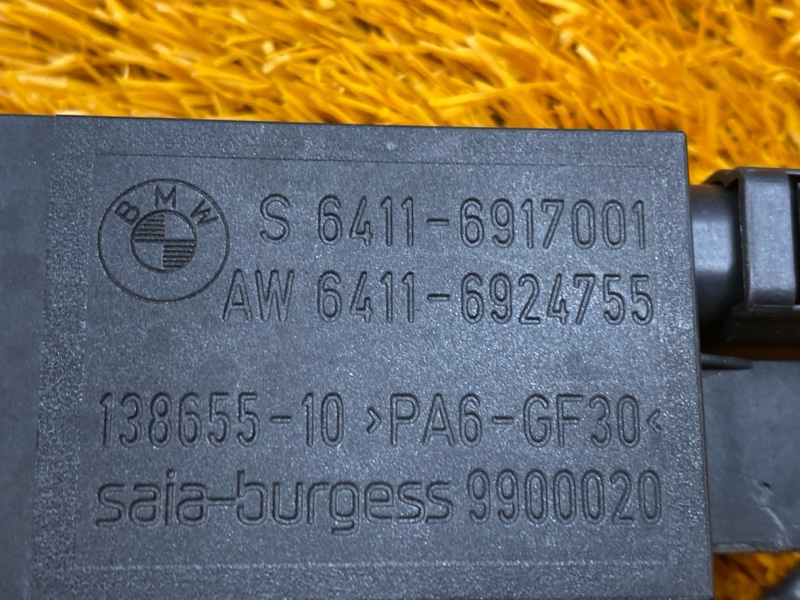 BMW
S 6411-6917001
AW 6411-6924755
138655-10 >PA6-GF30<
saia-burgess 9900020